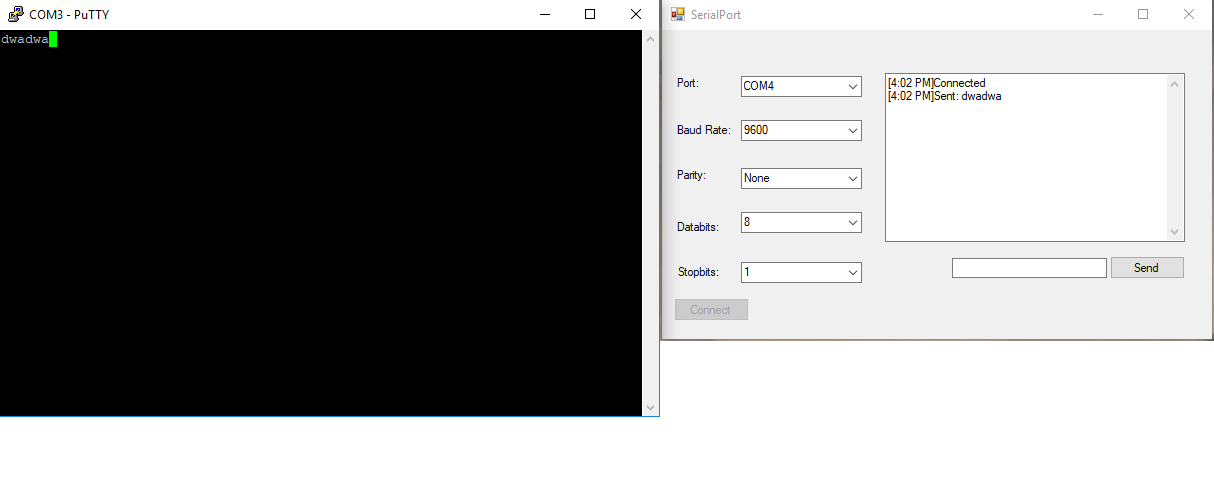 COM3 - PuTTY
dwadwa
SerialPort
Port:
COM4
[4:02 PM]Connected
[4:02 PM]Sent: dwadwa
Baud Rate:
9600
Parity:
None
Databits:
8
Stopbits:
1
Send
Connect